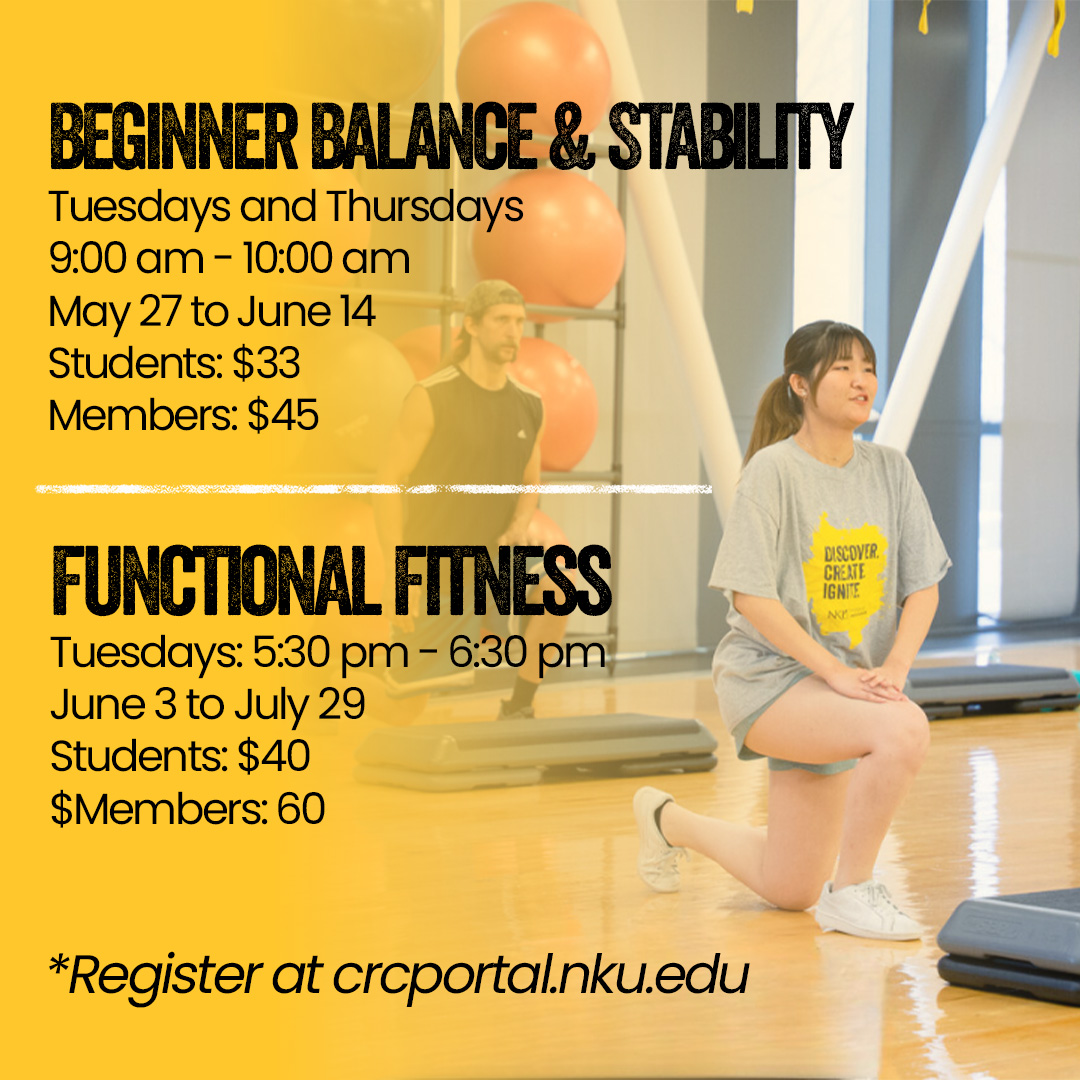 BEGINNER BALANCE & STABILITY
Tuesdays and Thursdays
9:00 am - 10:00 am
May 27 to June 14
Students: $33
Members: $45
FUNCTIONAL FITNESS
Tuesdays: 5:30 pm - 6:30 pm
June 3 to July 29
Students: $40
$Members: 60
DISCOVER.
CREATE
IGNITE
NKU
*Register at crcportal.nku.edu